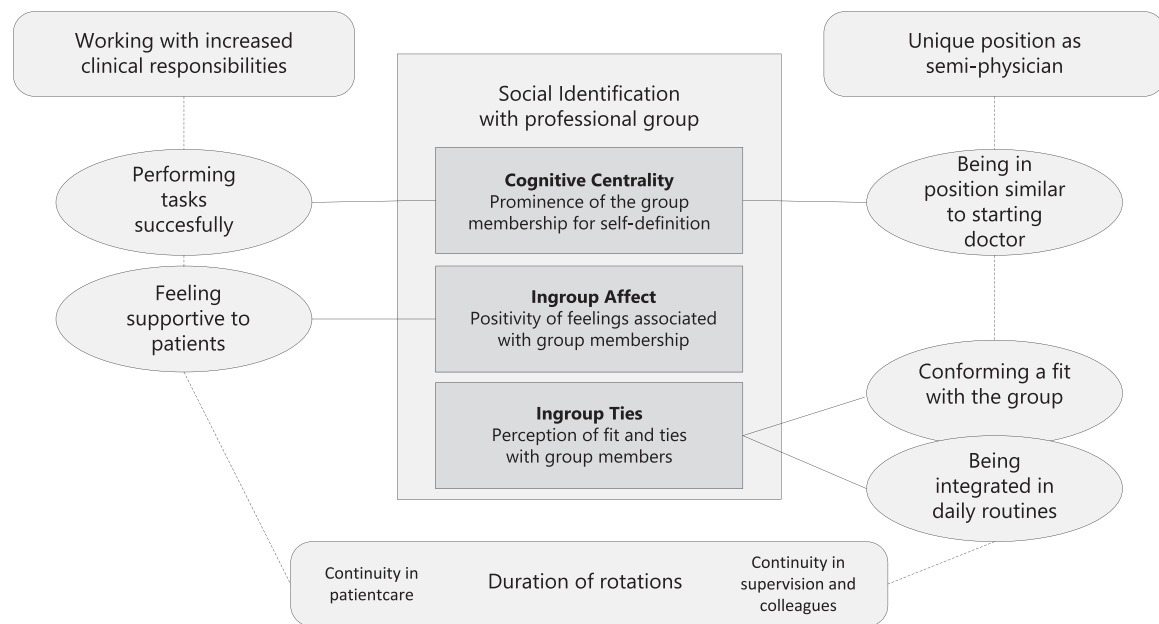 Working with increased
clinical responsibilities
Unique position as
semi-physician
Social Identification
with professional group
Performing
tasks
succesfully
Cognitive Centrality
Prominence of the group
membership for self-definition
Being in
position similar
to starting
doctor
Feeling
supportive to
patients
Ingroup Affect
Positivity of feelings associated
with group membership
Conforming a fit
with the group
Ingroup Ties
Perception of fit and ties
with group members
Being
integrated in
daily routines
Continuity in
patientcare
Duration of rotations
Continuity in
supervision and
colleagues